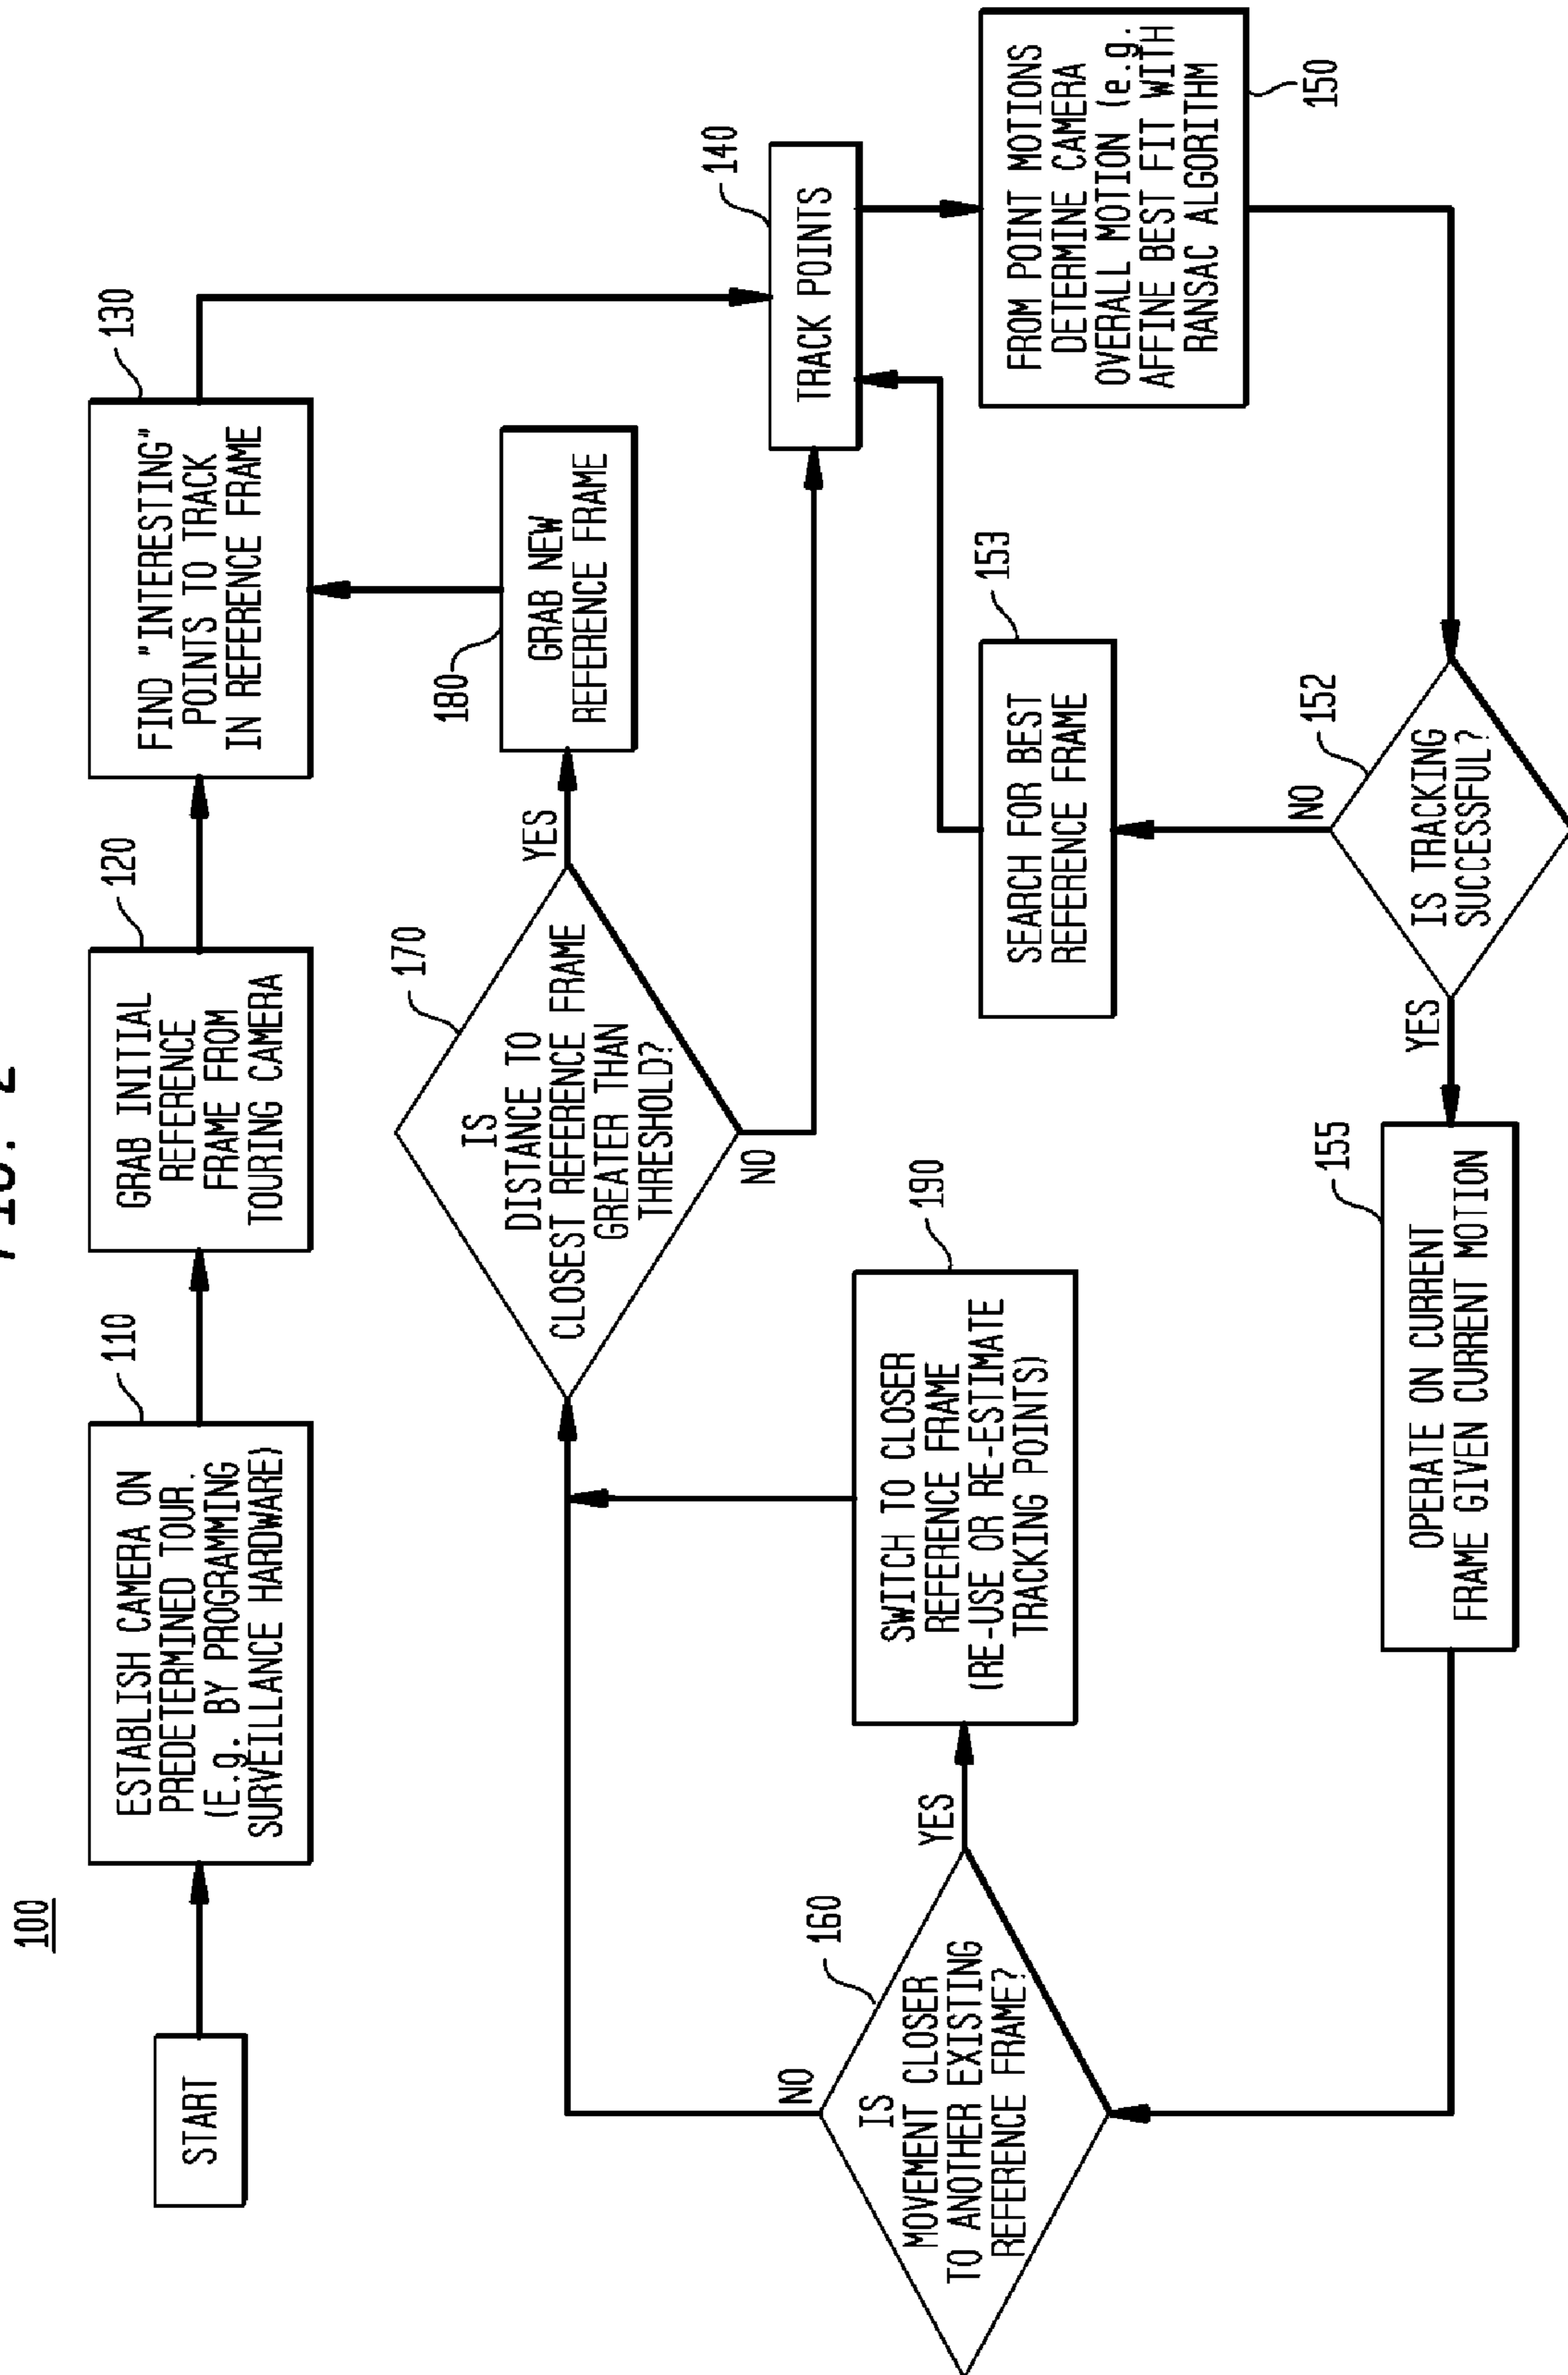 100
START
110
ESTABLISH CAMERA ON
PREDETERMINED TOUR.
(E.g. BY PROGRAMMING
SURVEILLANCE HARDWARE)
120
GRAB INITIAL
REFERENCE
FRAME FROM
TOURING CAMERA
130
FIND "INTERESTING"
POINTS TO TRACK
IN REFERENCE FRAME
140
TRACK POINTS
150
FROM POINT MOTIONS
DETERMINE CAMERA
OVERALL MOTION (e.g.
AFFINE BEST FIT WITH
RANSAC ALGORITHM
152
IS TRACKING
SUCCESSFUL?
NO
YES
153
SEARCH FOR BEST
REFERENCE FRAME
155
OPERATE ON CURRENT
FRAME GIVEN CURRENT MOTION
160
IS
MOVEMENT CLOSER
TO ANOTHER EXISTING
REFERENCE FRAME?
NO
YES
190
SWITCH TO CLOSER
REFERENCE FRAME
(RE-USE OR RE-ESTIMATE
TRACKING POINTS)
170
IS
DISTANCE TO
CLOSEST REFERENCE FRAME
GREATER THAN
THRESHOLD?
YES
NO
180
GRAB NEW
REFERENCE FRAME